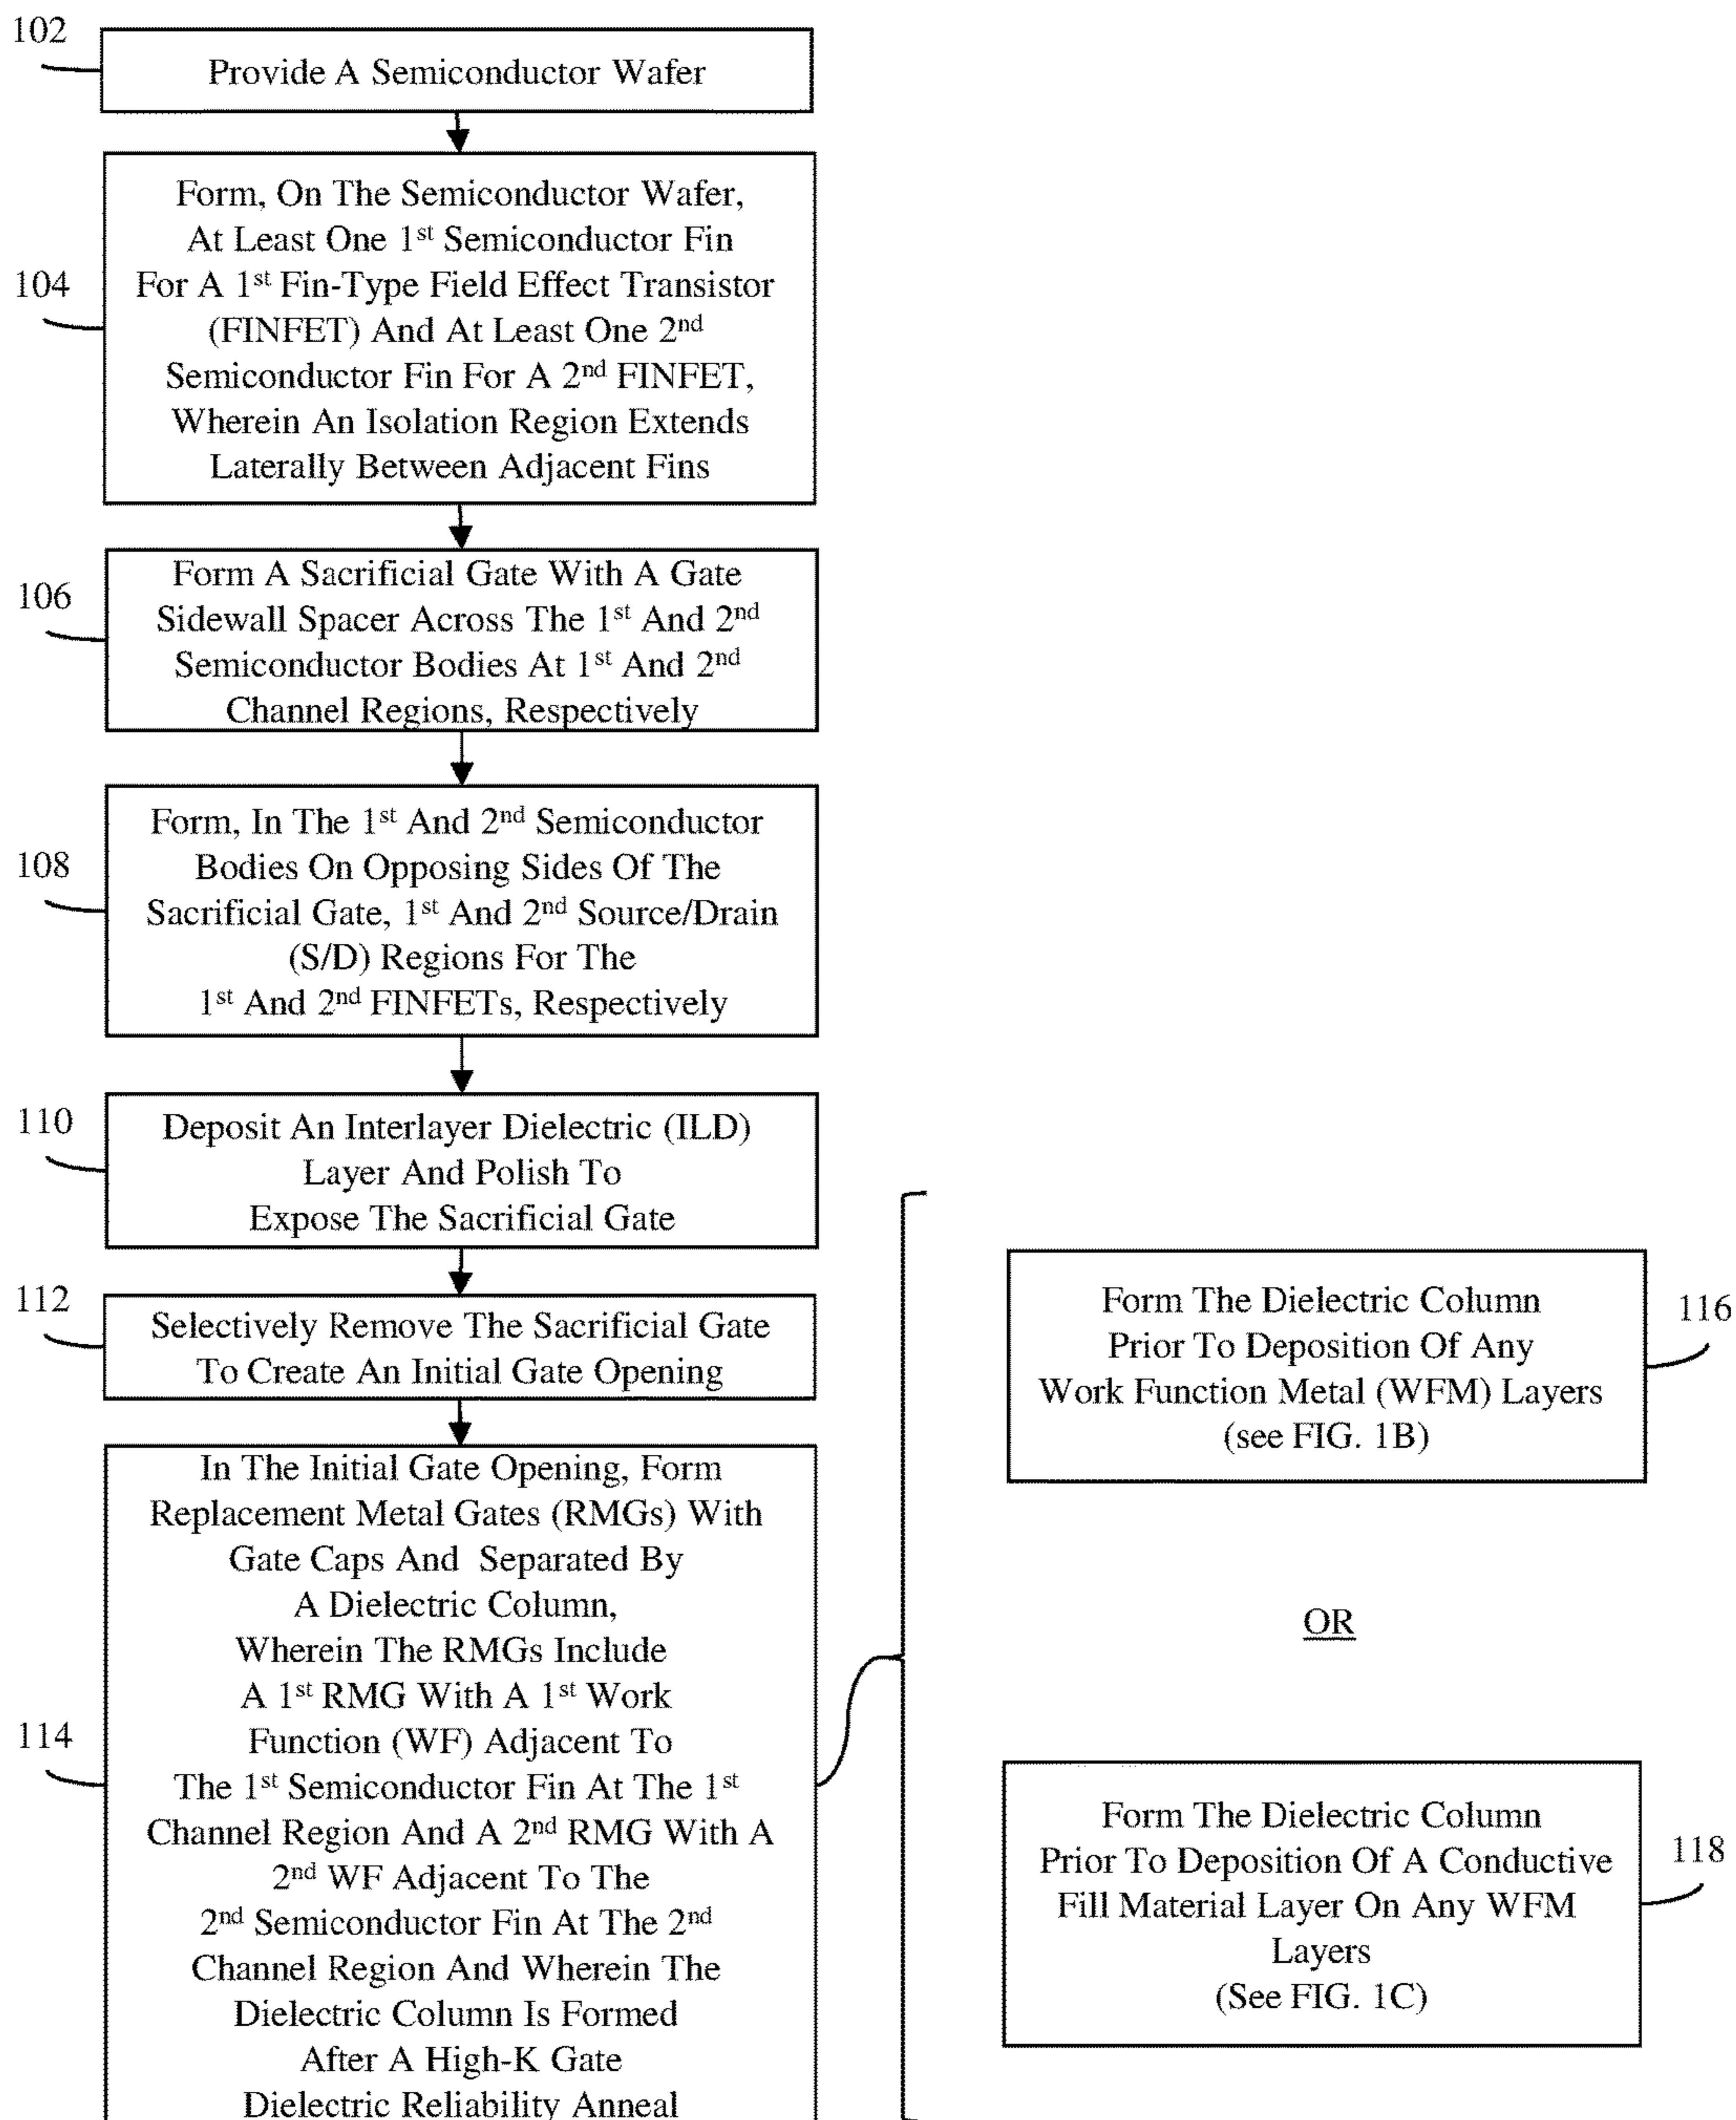 102
Provide A Semiconductor Wafer
104
Form, On The Semiconductor Wafer,
At Least One 1st Semiconductor Fin
For A 1st Fin-Type Field Effect Transistor
(FINFET) And At Least One 2nd
Semiconductor Fin For A 2nd FINFET,
Wherein An Isolation Region Extends
Laterally Between Adjacent Fins
106
Form A Sacrificial Gate With A Gate
Sidewall Spacer Across The 1st And 2nd
Semiconductor Bodies At 1st And 2nd
Channel Regions, Respectively
108
Form, In The 1st And 2nd Semiconductor
Bodies On Opposing Sides Of The
Sacrificial Gate, 1st And 2nd Source/Drain
(S/D) Regions For The
1st And 2nd FINFETs, Respectively
110
Deposit An Interlayer Dielectric (ILD)
Layer And Polish To
Expose The Sacrificial Gate
112
Selectively Remove The Sacrificial Gate
To Create An Initial Gate Opening
114
In The Initial Gate Opening, Form
Replacement Metal Gates (RMGs) With
Gate Caps And Separated By
A Dielectric Column,
Wherein The RMGs Include
A 1st RMG With A 1st Work
Function (WF) Adjacent To
The 1st Semiconductor Fin At The 1st
Channel Region And A 2nd RMG With A
2nd WF Adjacent To The
2nd Semiconductor Fin At The 2nd
Channel Region And Wherein The
Dielectric Column Is Formed
After A High-K Gate
Dielectric Reliability Anneal
Form The Dielectric Column
Prior To Deposition Of Any
Work Function Metal (WFM) Layers
(see FIG. 1B)
116
OR
Form The Dielectric Column
Prior To Deposition Of A Conductive
Fill Material Layer On Any WFM
Layers
(See FIG. 1C)
118